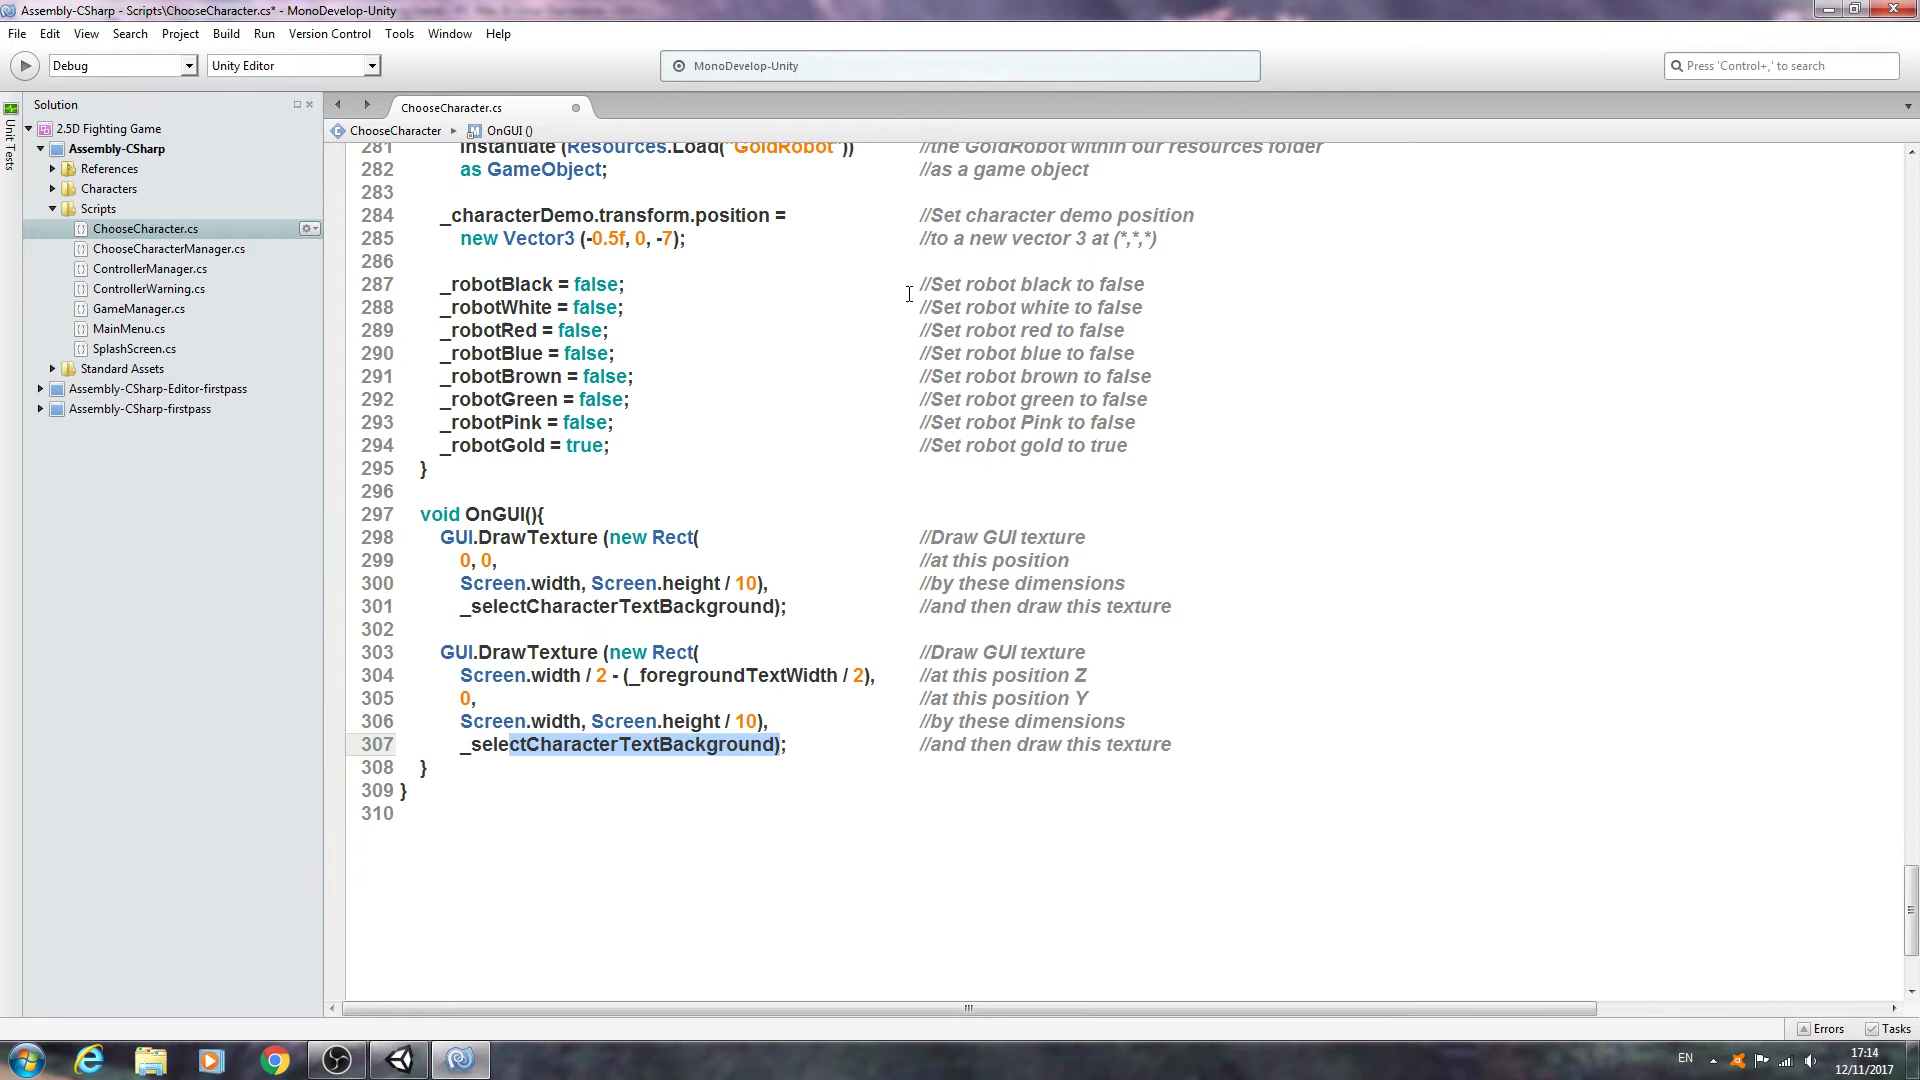 Assembly-CSharp - Scripts\ChooseCharacter.cs* - MonoDevelop-Unity
File Edit View Search Project Build Run Version Control Tools Window Help
Debug Unity Editor MonoDevelop-Unity Press 'Control+,' to search
Solution
ChooseCharacter.cs
ChooseCharacter OnGUI ()
Unit Tests
2.5D Fighting Game
Assembly-CSharp
References
Characters
Scripts
ChooseCharacter.cs
ChooseCharacterManager.cs
ControllerManager.cs
ControllerWarning.cs
GameManager.cs
MainMenu.cs
SplashScreen.cs
Standard Assets
Assembly-CSharp-Editor-firstpass
Assembly-CSharp-firstpass
281 Instantiate (Resources.Load("GoldRobot")) //the GoldRobot within our resources folder
282 as GameObject; //as a game object
283
284 _characterDemo.transform.position = //Set character demo position
285 new Vector3 (-0.5f, 0, -7); //to a new vector 3 at (*,*,*)
286
287 _robotBlack = false; //Set robot black to false
288 _robotWhite = false; //Set robot white to false
289 _robotRed = false; //Set robot red to false
290 _robotBlue = false; //Set robot blue to false
291 _robotBrown = false; //Set robot brown to false
292 _robotGreen = false; //Set robot green to false
293 _robotPink = false; //Set robot Pink to false
294 _robotGold = true; //Set robot gold to true
295 }
296
297 void OnGUI(){
298 GUI.DrawTexture (new Rect( //Draw GUI texture
299 0, 0, //at this position
300 Screen.width, Screen.height / 10), //by these dimensions
301 _selectCharacterTextBackground); //and then draw this texture
302
303 GUI.DrawTexture (new Rect( //Draw GUI texture
304 Screen.width / 2 - (_foregroundTextWidth / 2), //at this position Z
305 0, //at this position Y
306 Screen.width, Screen.height / 10), //by these dimensions
307 _selectCharacterTextBackground); //and then draw this texture
308 }
309 }
310
Errors Tasks
EN 17:14
12/11/2017